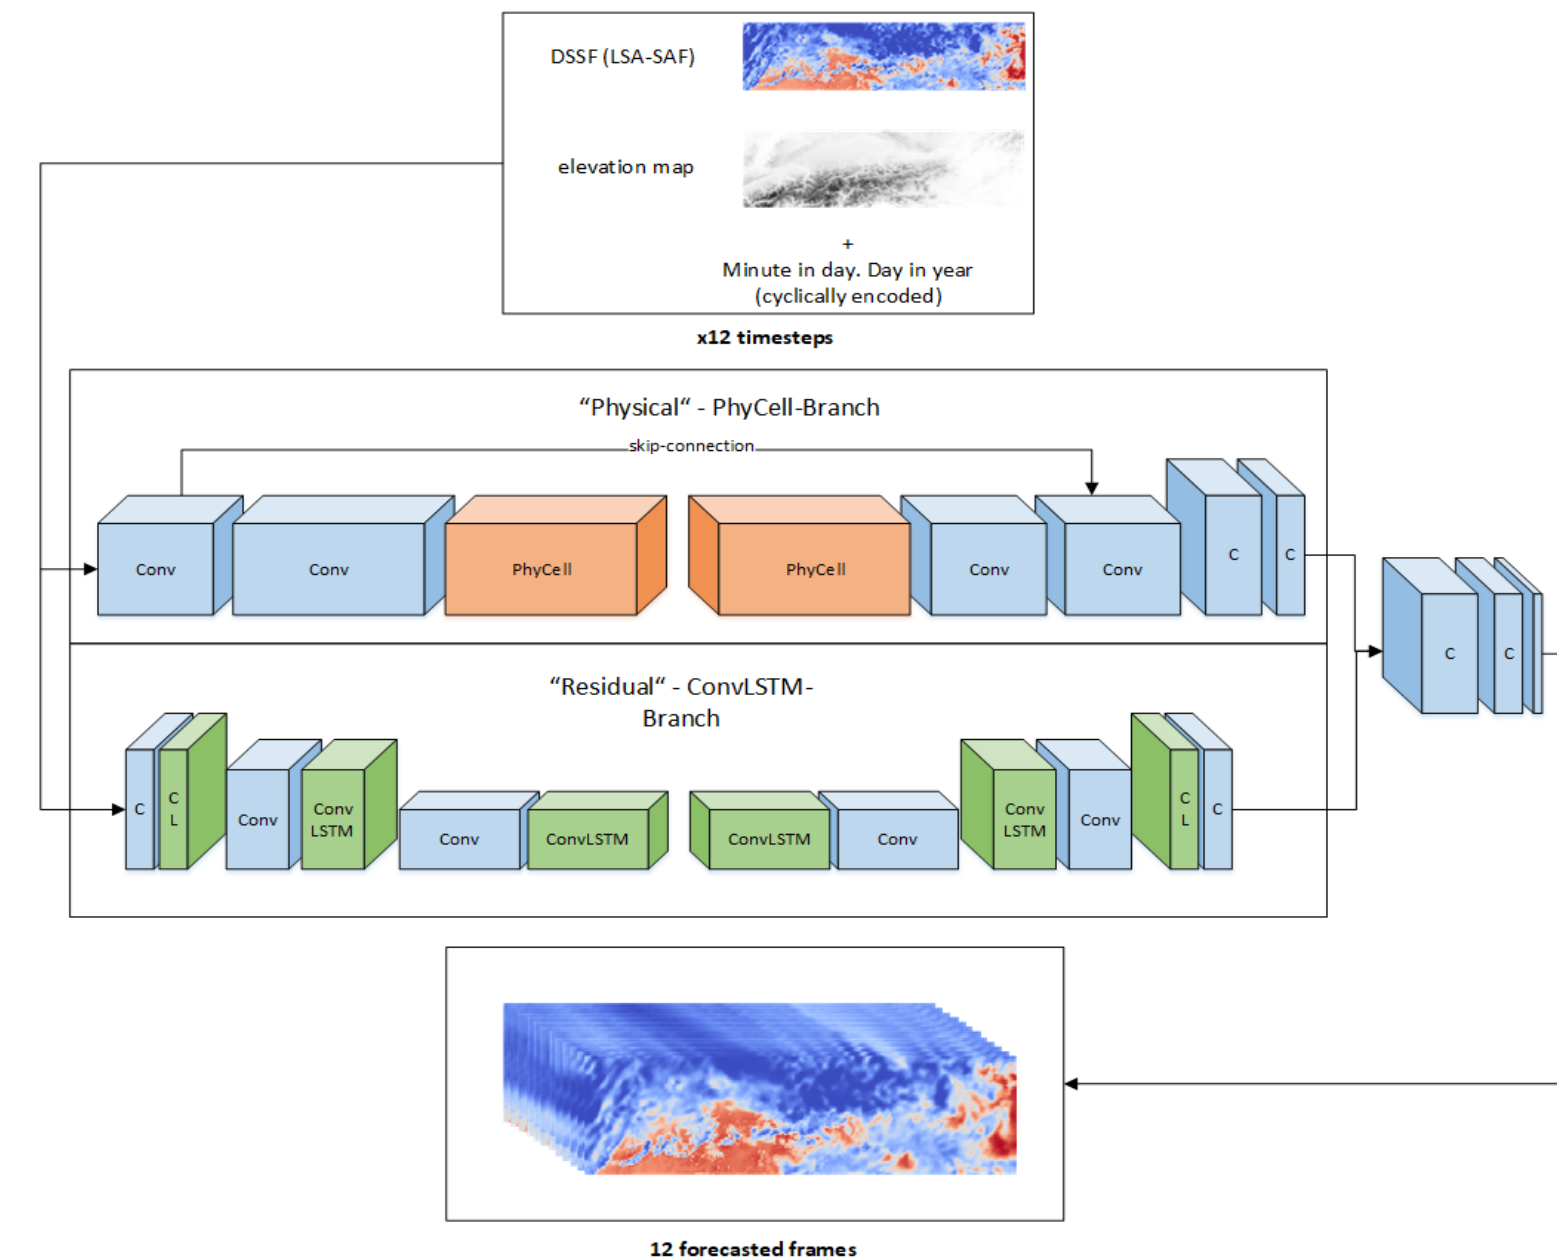 DSSF (LSA-SAF)
elevation map
+
Minute in day. Day in year
(cyclically encoded)
x12 timesteps
“Physical“ - PhyCell-Branch
skip-connection
Conv
Conv
PhyCell
PhyCell
Conv
Conv
C
C
C
C
“Residual“ - ConvLSTM-
Branch
C
C
L
Conv
Conv
LSTM
Conv
ConvLSTM
ConvLSTM
Conv
Conv
LSTM
Conv
C
L
C
12 forecasted frames